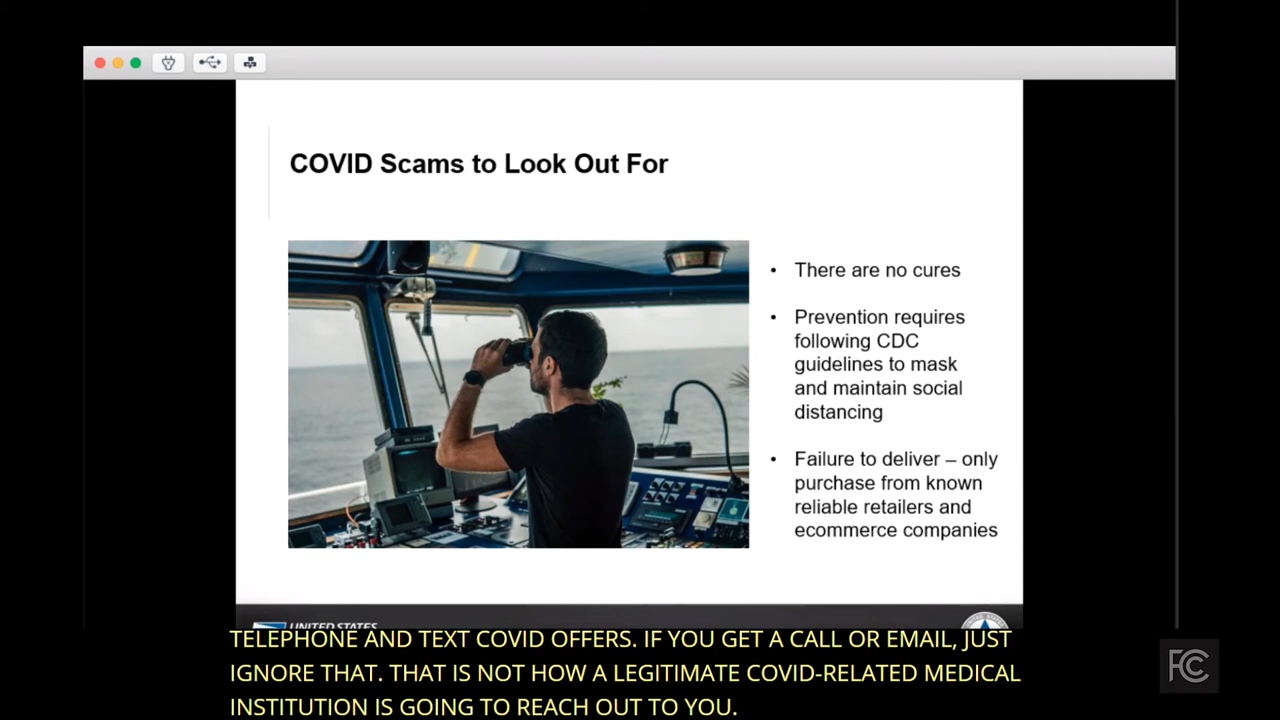 COVID Scams to Look Out For
• There are no cures
• Prevention requires
following CDC
guidelines to mask
and maintain social
distancing
• Failure to deliver – only
purchase from known
reliable retailers and
ecommerce companies
UNITED STATES
TELEPHONE AND TEXT COVID OFFERS. IF YOU GET A CALL OR EMAIL, JUST
IGNORE THAT. THAT IS NOT HOW A LEGITIMATE COVID-RELATED MEDICAL
INSTITUTION IS GOING TO REACH OUT TO YOU.
FCC